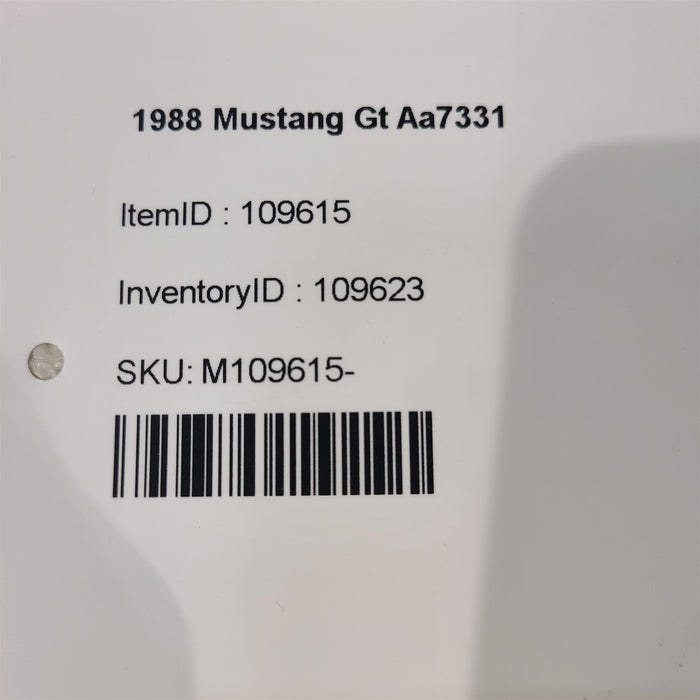 1988 Mustang Gt Aa7331
ItemID : 109615
InventoryID : 109623
SKU: M109615-